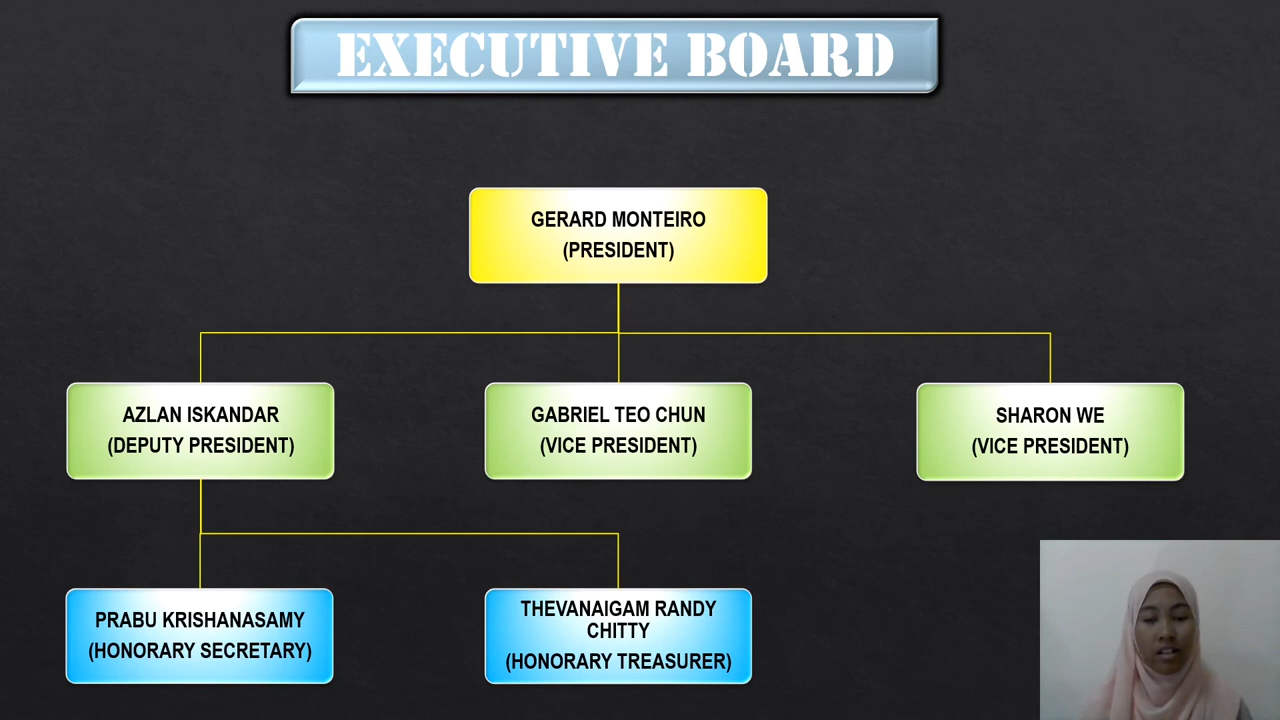 EXECUTIVE BOARD
GERARD MONTEIRO
(PRESIDENT)
AZLAN ISKANDAR
(DEPUTY PRESIDENT)
GABRIEL TEO CHUN
(VICE PRESIDENT)
SHARON WE
(VICE PRESIDENT)
PRABU KRISHANASAMY
(HONORARY SECRETARY)
THEVANAIGAM RANDY
CHITTY
(HONORARY TREASURER)